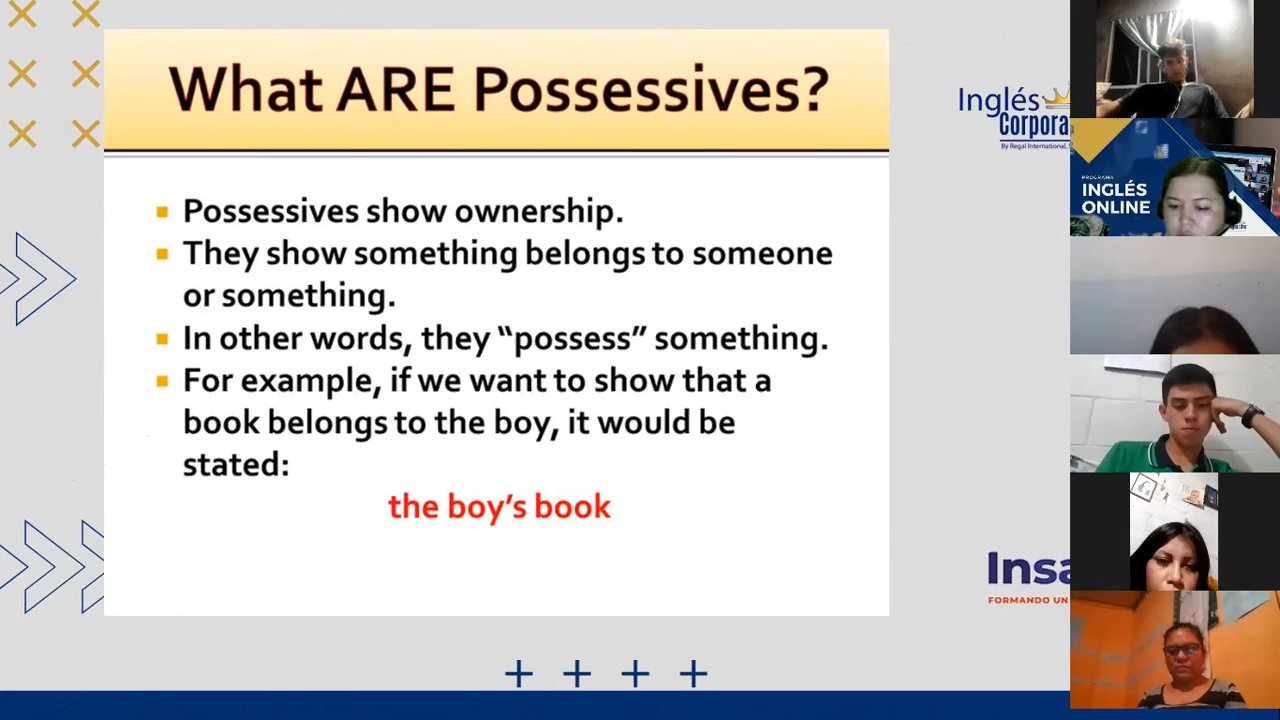 What ARE Possessives?
Possessives show ownership.
They show something belongs to someone
or something.
In other words, they “possess” something.
For example, if we want to show that a
book belongs to the boy, it would be
stated:
the boy’s book
Inglés
Corpora
By Regal International, S
PROGRAMA
INGLÉS
ONLINE
Insa
FORMANDO UN